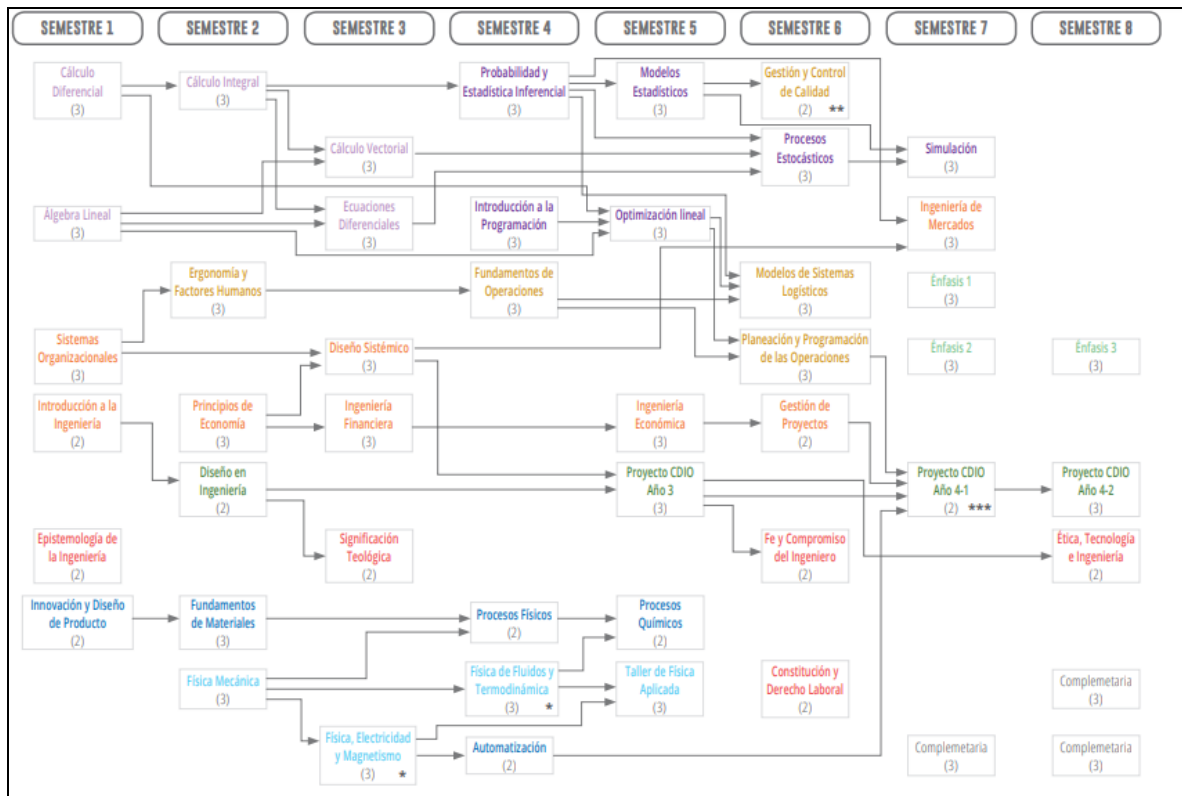 SEMESTRE 1
SEMESTRE 2
SEMESTRE 3
SEMESTRE 4
SEMESTRE 5
SEMESTRE 6
SEMESTRE 7
SEMESTRE 8
Cálculo
Diferencial
(3)
Cálculo Integral
(3)
Probabilidad y
Estadística Inferencial
(3)
Modelos
Estadísticos
(3)
Gestión y Control
de Calidad
(2) **
Cálculo Vectorial
(3)
Procesos
Estocásticos
(3)
Simulación
(3)
Álgebra Lineal
(3)
Ecuaciones
Diferenciales
(3)
Introducción a la
Programación
(3)
Optimización lineal
(3)
Ingeniería de
Mercados
(3)
Ergonomía y
Factores Humanos
(3)
Fundamentos de
Operaciones
(3)
Modelos de Sistemas
Logísticos
(3)
Énfasis 1
(3)
Sistemas
Organizacionales
(3)
Diseño Sistémico
(3)
Planeación y Programación
de las Operaciones
(3)
Énfasis 2
(3)
Énfasis 3
(3)
Introducción a la
Ingeniería
(2)
Principios de
Economía
(3)
Ingeniería
Financiera
(3)
Ingeniería
Económica
(3)
Gestión de
Proyectos
(2)
Diseño en
Ingeniería
(2)
Proyecto CDIO
Año 3
(3)
Proyecto CDIO
Año 4-1
(2) ***
Proyecto CDIO
Año 4-2
(3)
Epistemología de
la Ingeniería
(2)
Significación
Teológica
(2)
Fe y Compromiso
del Ingeniero
(2)
Ética, Tecnología
e Ingeniería
(2)
Innovación y Diseño
de Producto
(2)
Fundamentos
de Materiales
(3)
Procesos Físicos
(2)
Procesos
Químicos
(2)
Física Mecánica
(3)
Física de Fluidos y
Termodinámica
(3) *
Taller de Física
Aplicada
(3)
Constitución y
Derecho Laboral
(2)
Complemetaria
(3)
Física, Electricidad
y Magnetismo
(3) *
Automatización
(2)
Complemetaria
(3)
Complemetaria
(3)